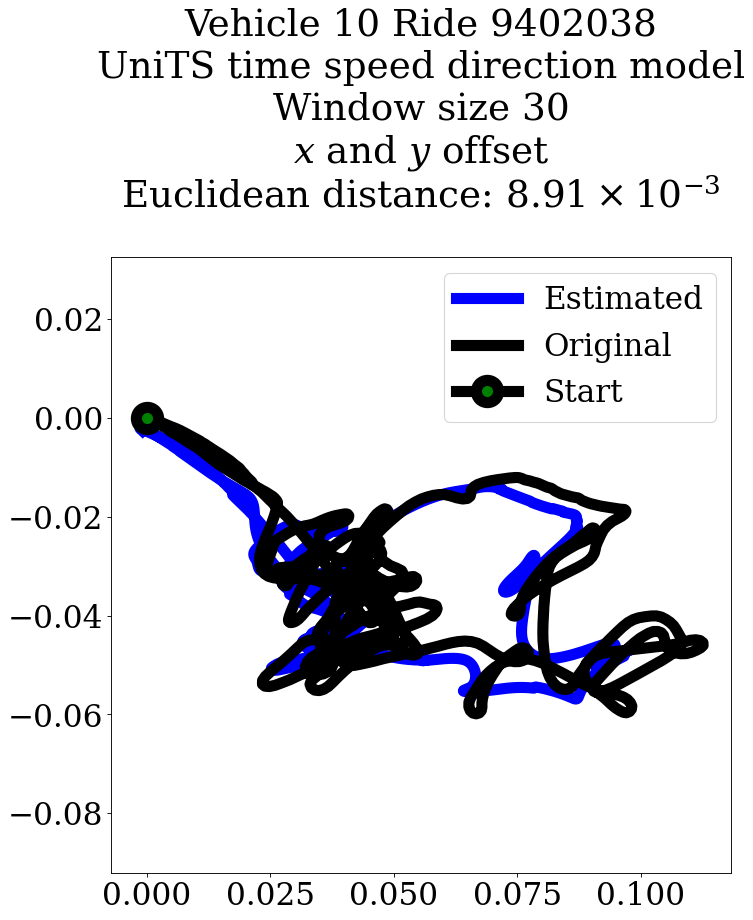 Vehicle 10 Ride 9402038
UniTS time speed direction model
Window size 30
x and y offset
Euclidean distance: 8.91 × 10⁻³
Estimated
Original
Start
0.02
0.00
−0.02
−0.04
−0.06
−0.08
0.000 0.025 0.050 0.075 0.100